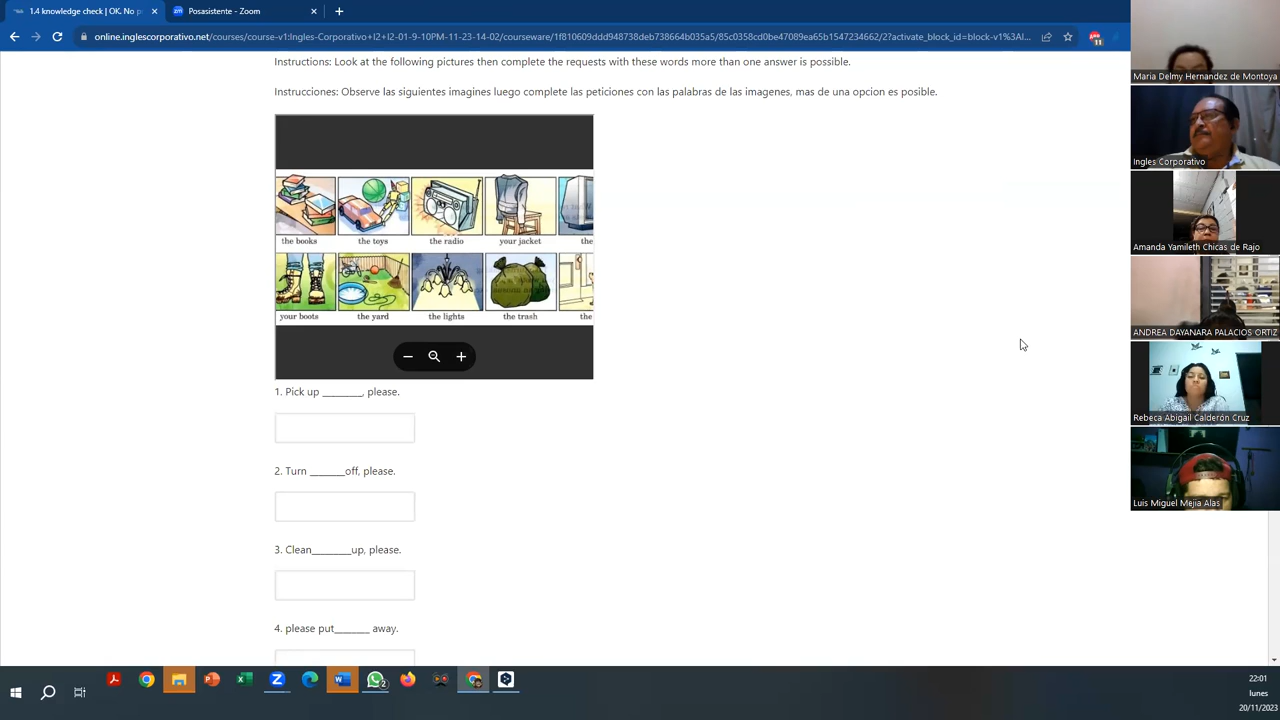 1.4 knowledge check | OK. No p
Posasistente - Zoom
online.inglescorporativo.net/courses/course-v1:Ingles-Corporativo+I2+I2-01-9-10PM-11-23-14-02/courseware/1f810609ddd948738deb738664b035a5/85c0358cd0be47089ea65b1547234662/2?activate_block_id=block-v1%3AI...
11
Instructions: Look at the following pictures then complete the requests with these words more than one answer is possible.
Instrucciones: Observe las siguientes imagines luego complete las peticiones con las palabras de las imagenes, mas de una opcion es posible.
the books the toys the radio your jacket the
your boots the yard the lights the trash the
1. Pick up ________, please.
2. Turn _______off, please.
3. Clean________up, please.
4. please put_______ away.
Maria Delmy Hernandez de Montoya
Ingles Corporativo
Amanda Yamileth Chicas de Rajo
ANDREA DAYANARA PALACIOS ORTIZ
Rebeca Abigail Calderón Cruz
Luis Miguel Mejia Alas
2
22:01
lunes
20/11/2023